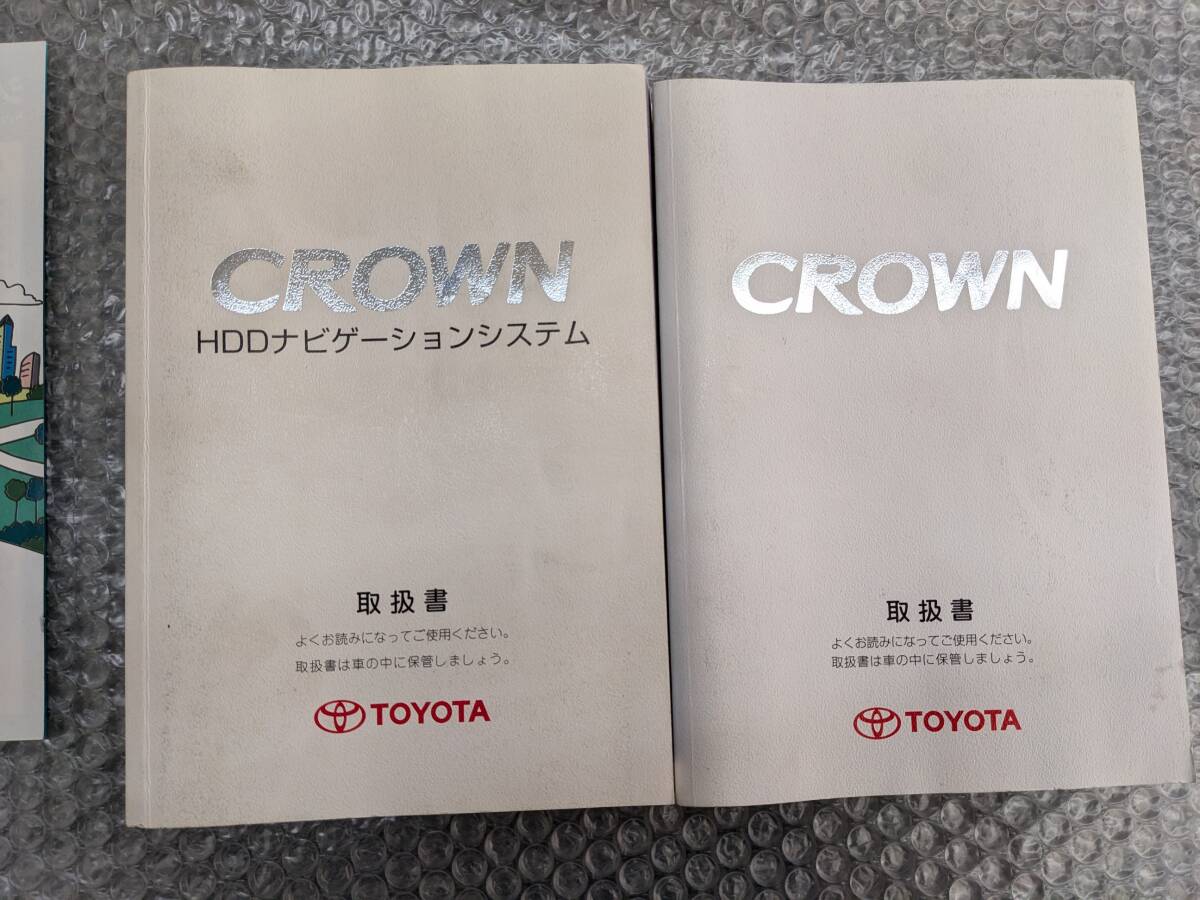 CROWN
HDDナビゲーションシステム
取扱書
よくお読みになってご使用ください。
取扱書は車の中に保管しましょう。
TOYOTA
CROWN
取扱書
よくお読みになってご使用ください。
取扱書は車の中に保管しましょう。
TOYOTA